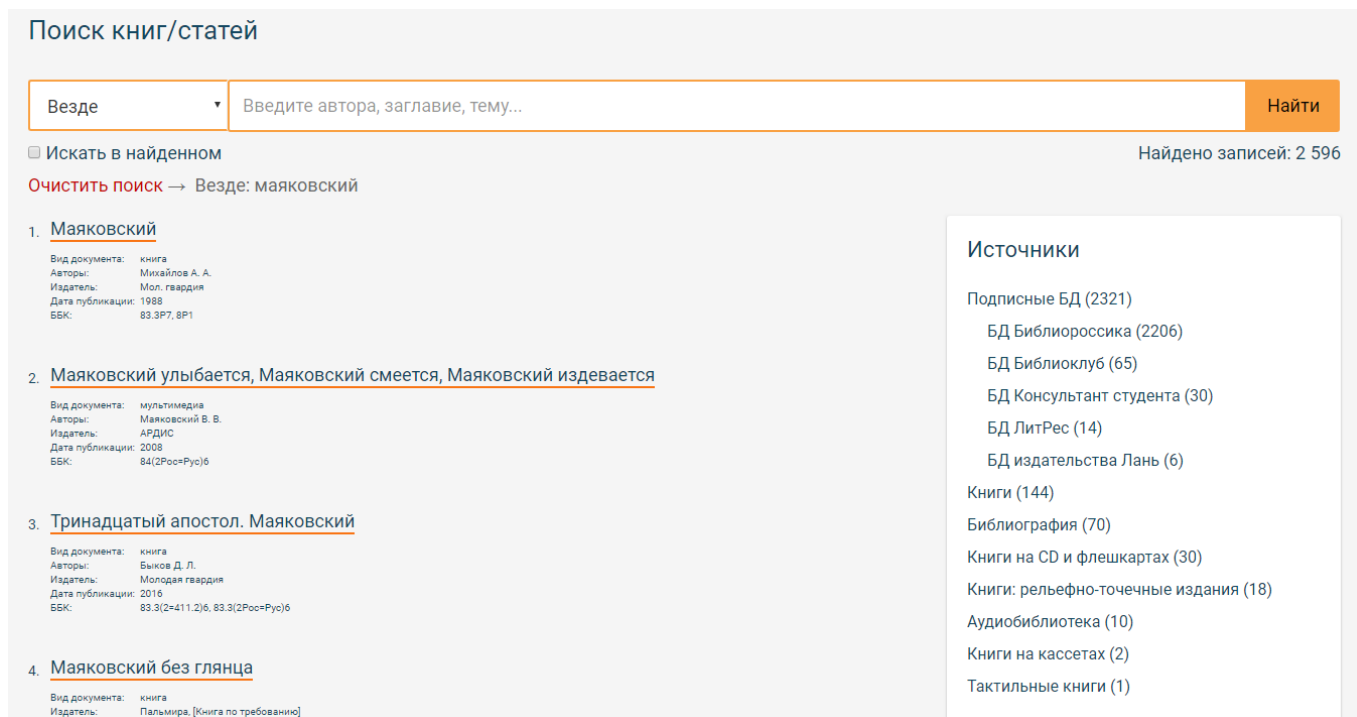 Поиск книг/статей
Везде Введите автора, заглавие, тему... Найти
Искать в найденном Найдено записей: 2 596
Очистить поиск → Везде: маяковский
1. Маяковский
Вид документа: книга
Авторы: Михайлов А. А.
Издатель: Мол. гвардия
Дата публикации: 1988
ББК: 83.3Р7, 8Р1
2. Маяковский улыбается, Маяковский смеется, Маяковский издевается
Вид документа: мультимедиа
Авторы: Маяковский В. В.
Издатель: АРДИС
Дата публикации: 2008
ББК: 84(2Рос=Рус)6
3. Тринадцатый апостол. Маяковский
Вид документа: книга
Авторы: Быков Д. Л.
Издатель: Молодая гвардия
Дата публикации: 2016
ББК: 83.3(2=411.2)6, 83.3(2Рос=Рус)6
4. Маяковский без глянца
Вид документа: книга
Издатель: Пальмира, [Книга по требованию]
Источники
Подписные БД (2321)
БД Библиороссика (2206)
БД Библиоклуб (65)
БД Консультант студента (30)
БД ЛитРес (14)
БД издательства Лань (6)
Книги (144)
Библиография (70)
Книги на CD и флешкартах (30)
Книги: рельефно-точечные издания (18)
Аудиобиблиотека (10)
Книги на кассетах (2)
Тактильные книги (1)